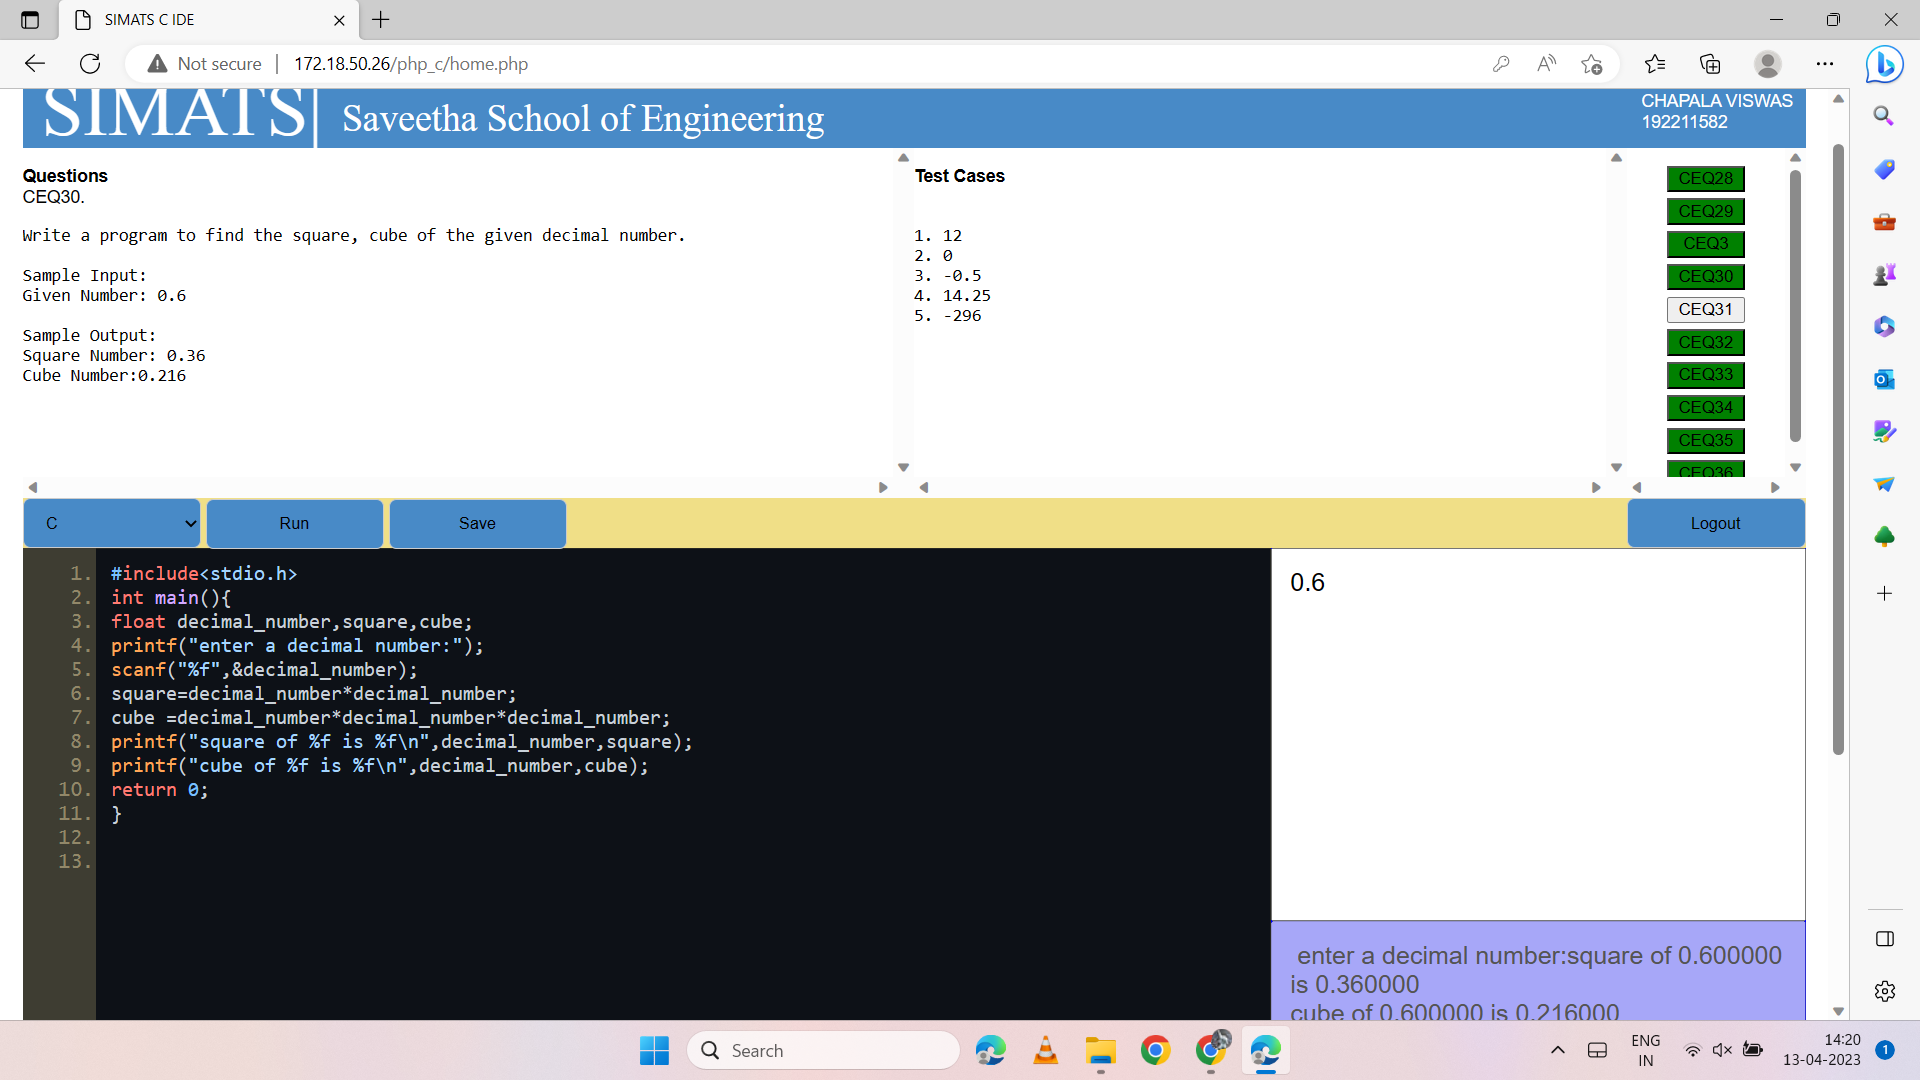 SIMATS C IDE
Not secure
172.18.50.26/php_c/home.php
SIMATS
Saveetha School of Engineering
CHAPALA VISWAS
192211582
Questions
CEQ30.
Write a program to find the square, cube of the given decimal number.
Sample Input:
Given Number: 0.6
Sample Output:
Square Number: 0.36
Cube Number:0.216
Test Cases
1. 12
2. 0
3. -0.5
4. 14.25
5. -296
CEQ28
CEQ29
CEQ3
CEQ30
CEQ31
CEQ32
CEQ33
CEQ34
CEQ35
CEQ36
C
Run
Save
Logout
1. #include<stdio.h>
2. int main(){
3. float decimal_number,square,cube;
4. printf("enter a decimal number:");
5. scanf("%f",&decimal_number);
6. square=decimal_number*decimal_number;
7. cube =decimal_number*decimal_number*decimal_number;
8. printf("square of %f is %f\n",decimal_number,square);
9. printf("cube of %f is %f\n",decimal_number,cube);
10. return 0;
11. }
12.
13.
0.6
enter a decimal number:square of 0.600000
is 0.360000
cube of 0.600000 is 0.216000
Search
ENG
IN
14:20
13-04-2023
1